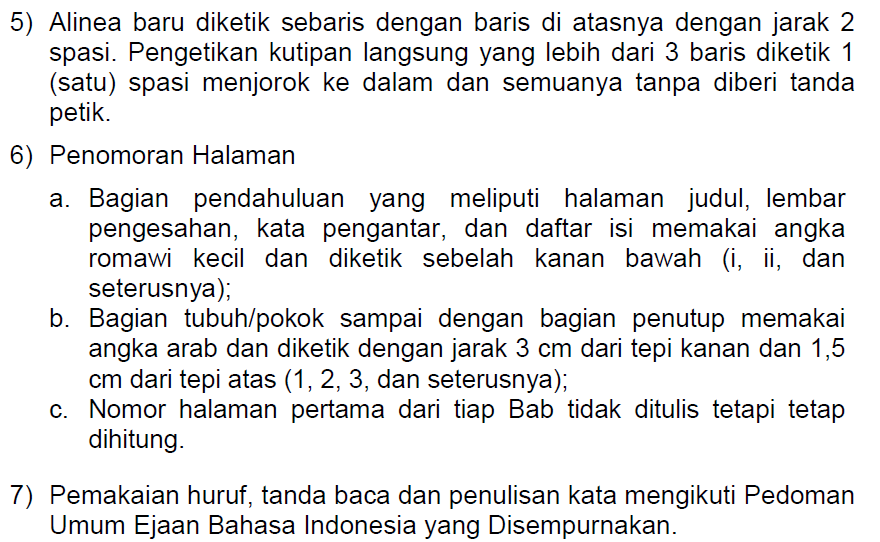 5) Alinea baru diketik sebaris dengan baris di atasnya dengan jarak 2
spasi. Pengetikan kutipan langsung yang lebih dari 3 baris diketik 1
(satu) spasi menjorok ke dalam dan semuanya tanpa diberi tanda
petik.
6) Penomoran Halaman
a. Bagian pendahuluan yang meliputi halaman judul, lembar
pengesahan, kata pengantar, dan daftar isi memakai angka
romawi kecil dan diketik sebelah kanan bawah (i, ii, dan
seterusnya);
b. Bagian tubuh/pokok sampai dengan bagian penutup memakai
angka arab dan diketik dengan jarak 3 cm dari tepi kanan dan 1,5
cm dari tepi atas (1, 2, 3, dan seterusnya);
c. Nomor halaman pertama dari tiap Bab tidak ditulis tetapi tetap
dihitung.
7) Pemakaian huruf, tanda baca dan penulisan kata mengikuti Pedoman
Umum Ejaan Bahasa Indonesia yang Disempurnakan.